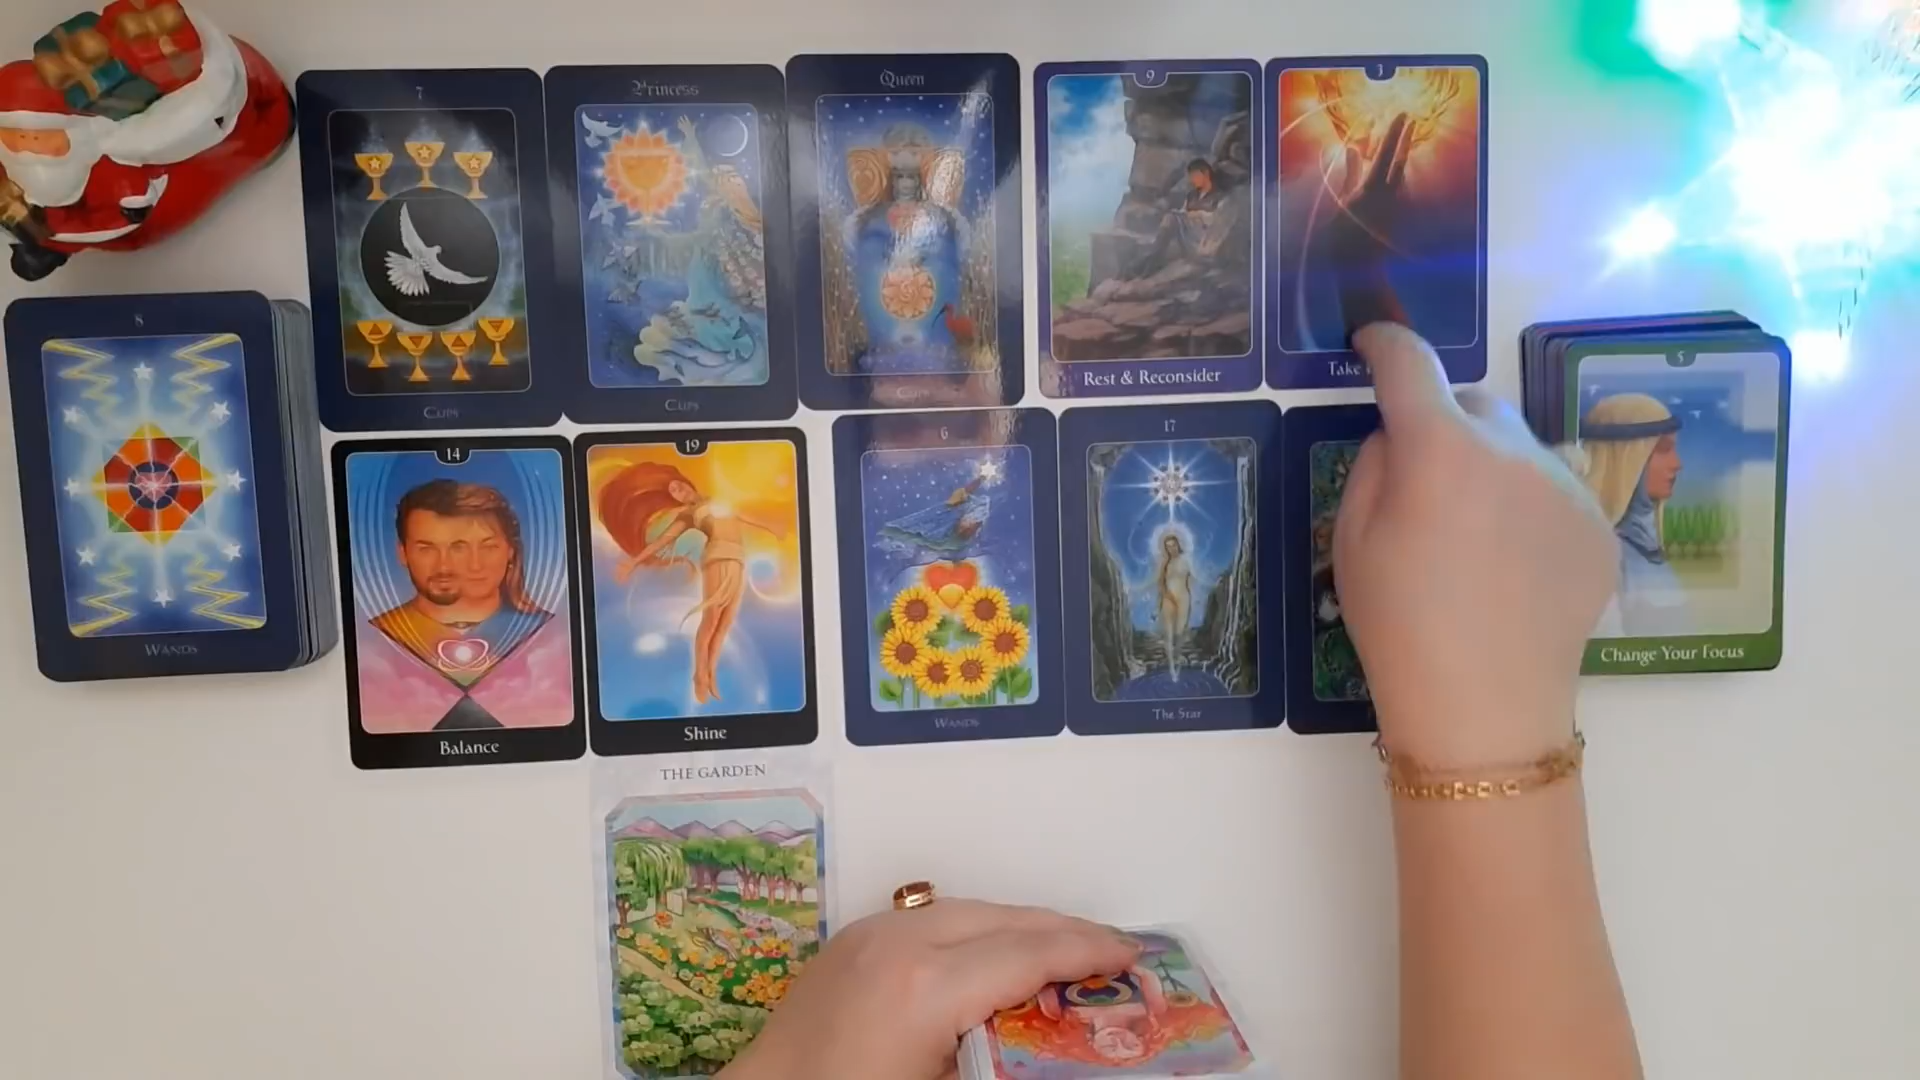 7
Cups
Princess
Cups
Queen
Cups
9
Rest & Reconsider
3
Take
8
Wands
14
Balance
19
Shine
6
Wands
17
The Star
5
Change Your Focus
THE GARDEN